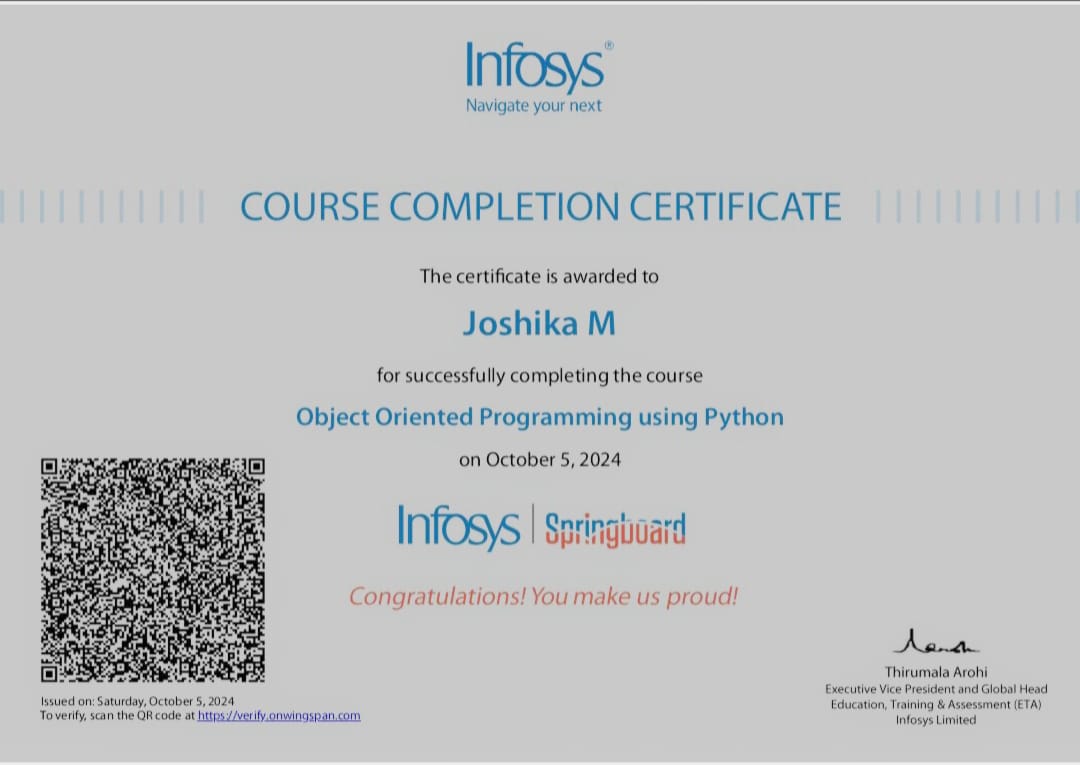 Infosys®
Navigate your next
COURSE COMPLETION CERTIFICATE
The certificate is awarded to
Joshika M
for successfully completing the course
Object Oriented Programming using Python
on October 5, 2024
Infosys | Springboard
Congratulations! You make us proud!
Issued on: Saturday, October 5, 2024
To verify, scan the QR code at https://verify.onwingspan.com
Thirumala Arohi
Executive Vice President and Global Head
Education, Training & Assessment (ETA)
Infosys Limited